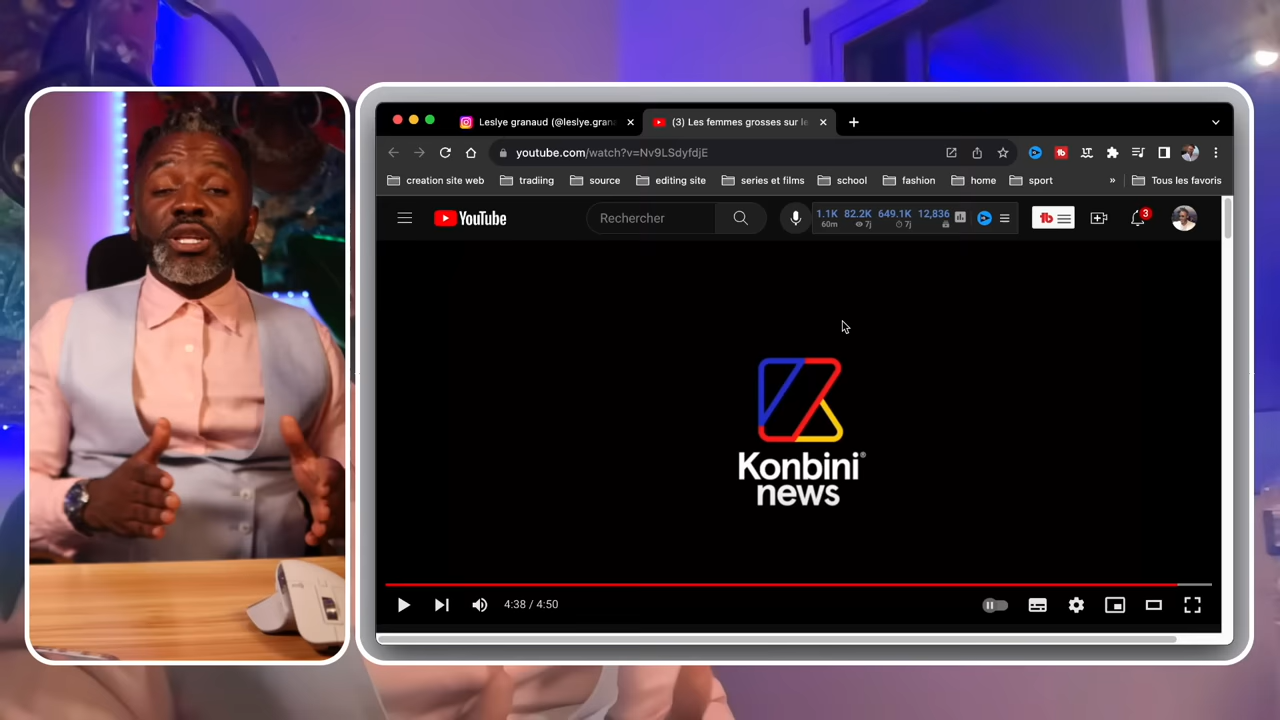 Leslye granaud (@leslye.gran
(3) Les femmes grosses sur le
youtube.com/watch?v=Nv9LSdyfdjE
creation site web
tradiing
source
editing site
series et films
school
fashion
home
sport
»
Tous les favoris
YouTube
Rechercher
1.1K 82.2K 649.1K 12,836
60m 7j 7j
tb
3
Konbini®
news
4:38 / 4:50